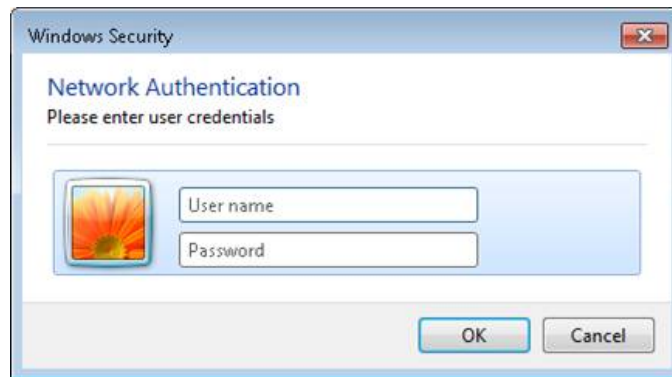 Windows Security
Network Authentication
Please enter user credentials
User name
Password
OK Cancel